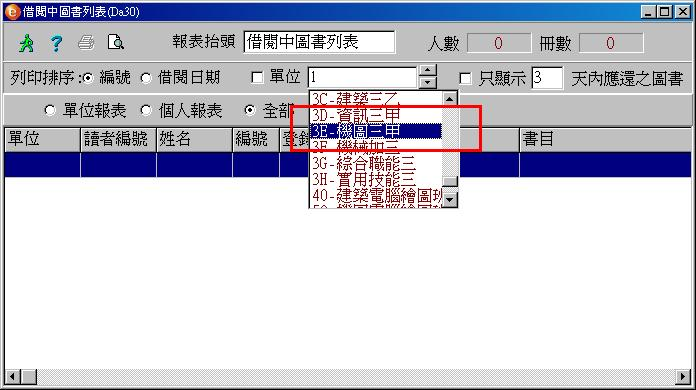 借閱中圖書列表(Da30)
報表抬頭 借閱中圖書列表 人數 0 冊數 0
列印排序: 編號 借閱日期 單位 1 只顯示 3 天內應還之圖書
單位報表 個人報表 全部
單位 讀者編號 姓名 編號 書目
3C-建築三乙
3D-資訊三甲
3E-機圖三甲
3F-機械加三
3G-綜合職能三
3H-實用技能三
40-建築電腦繪圖班